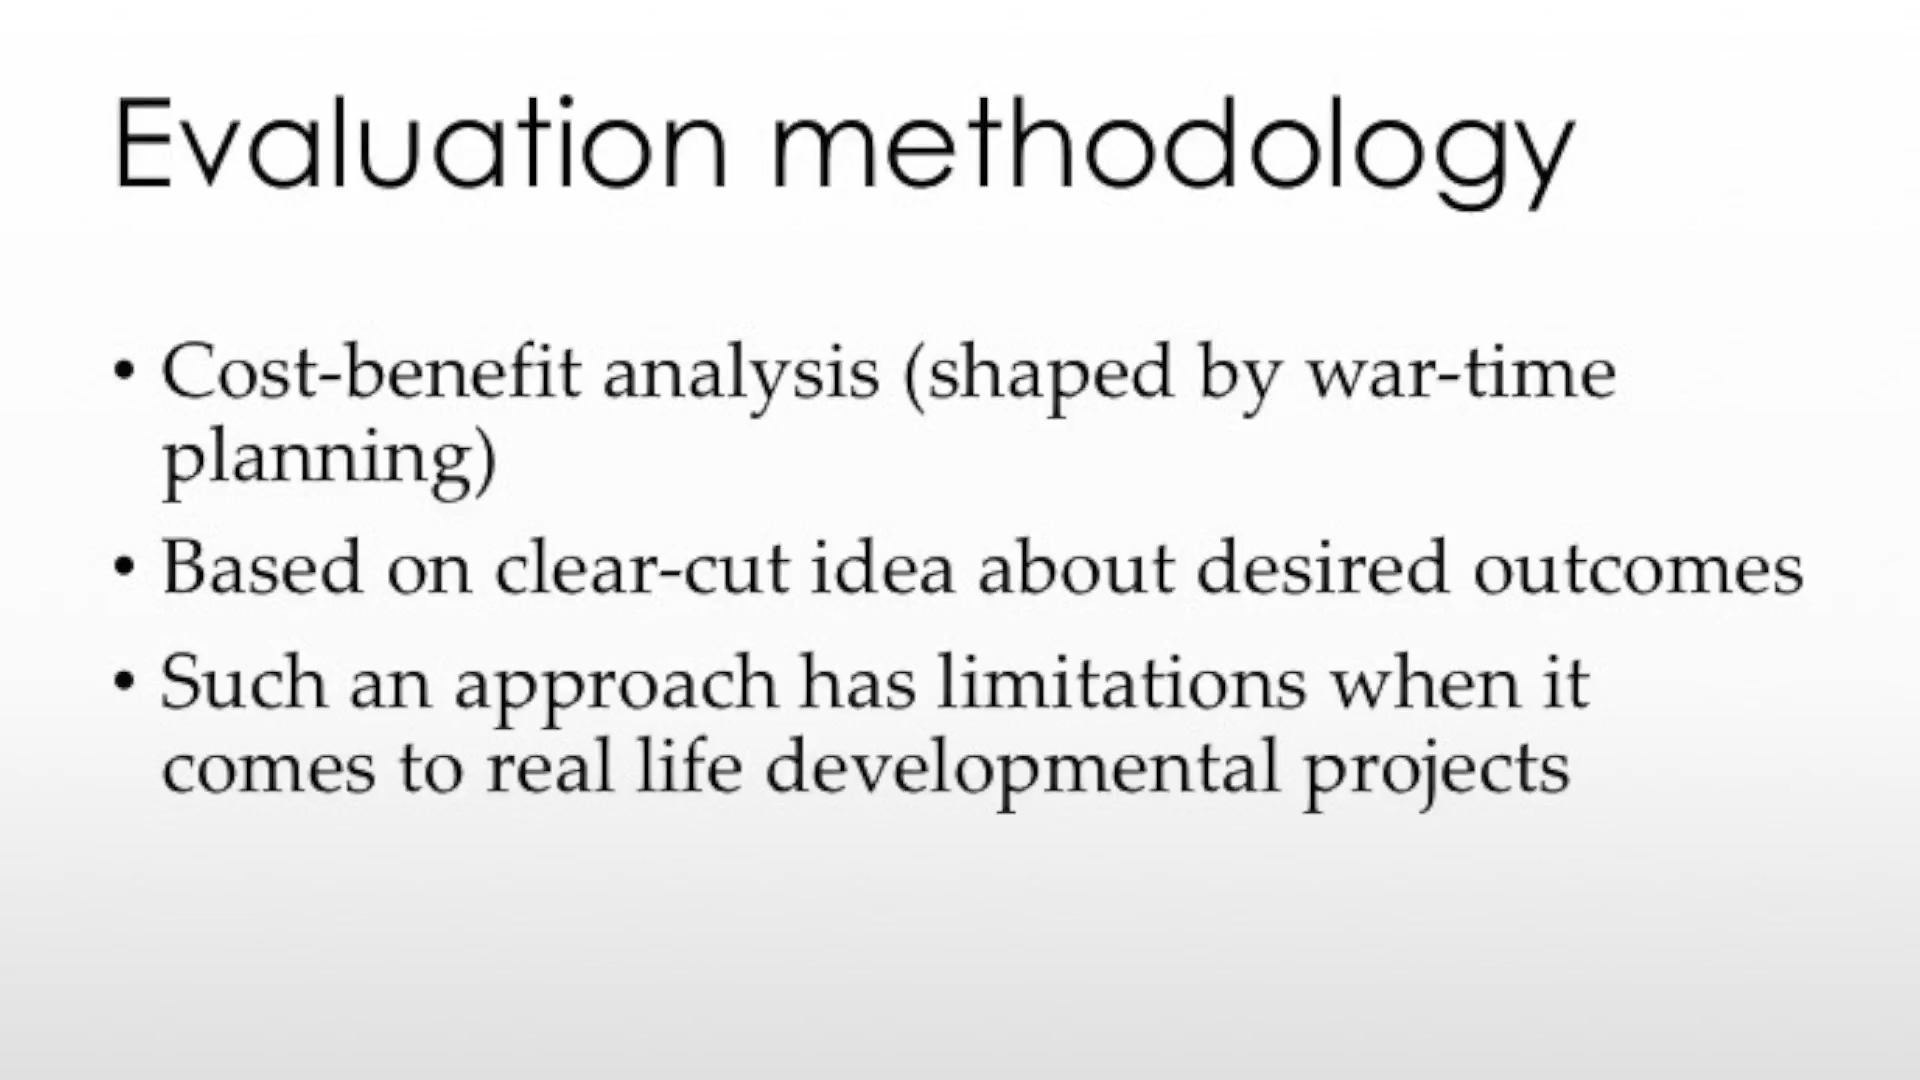 Evaluation methodology
• Cost-benefit analysis (shaped by war-time
planning)
• Based on clear-cut idea about desired outcomes
• Such an approach has limitations when it
comes to real life developmental projects